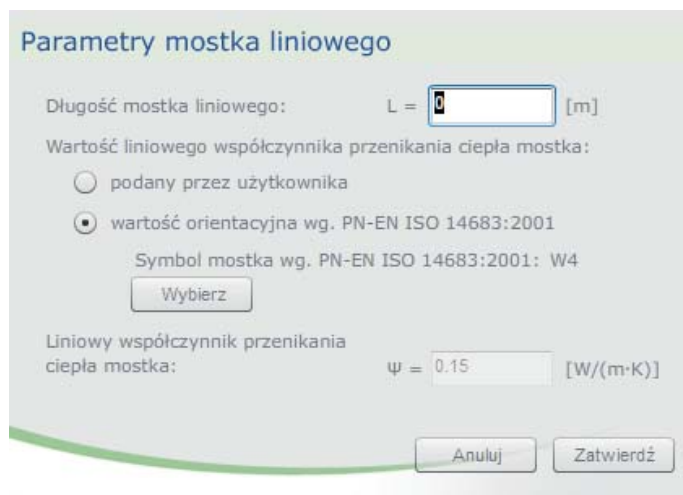 Parametry mostka liniowego
Długość mostka liniowego: L = 0 [m]
Wartość liniowego współczynnika przenikania ciepła mostka:
podany przez użytkownika
wartość orientacyjna wg. PN-EN ISO 14683:2001
Symbol mostka wg. PN-EN ISO 14683:2001: W4
Wybierz
Liniowy współczynnik przenikania
ciepła mostka: Ψ = 0.15 [W/(m·K)]
Anuluj Zatwierdź